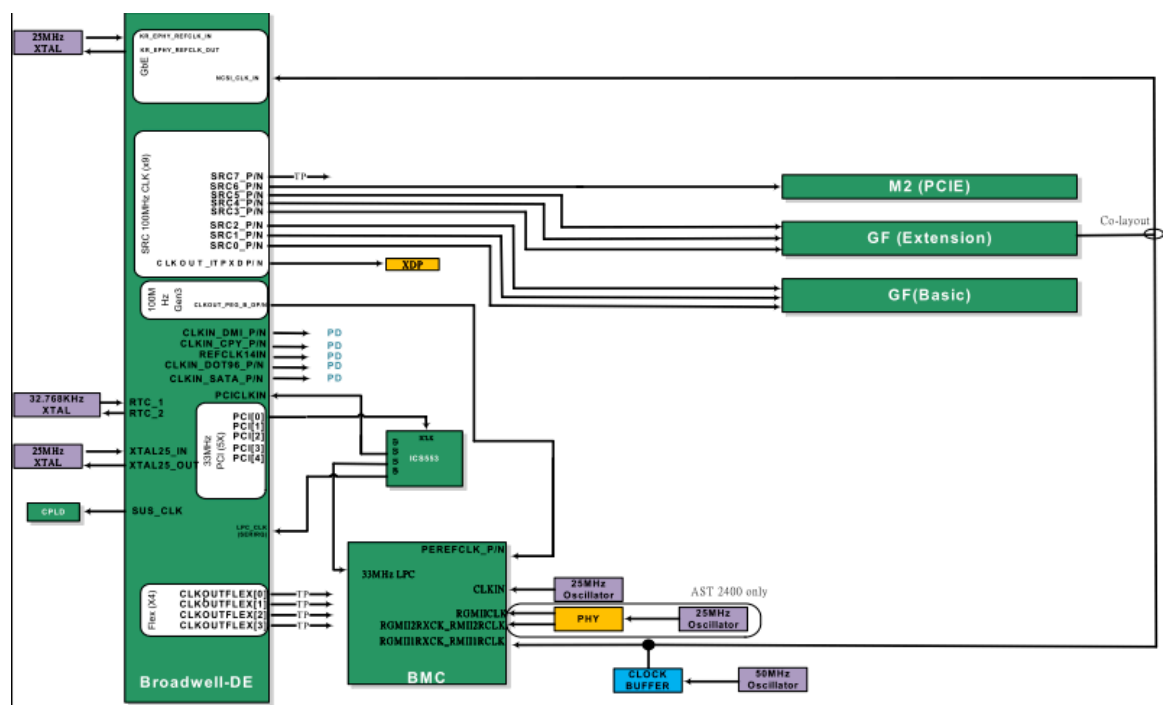 25MHz
XTAL
KR_EPHY_REFCLK_IN
KR_EPHY_REFCLK_OUT
GbE
NCSI_CLK_IN
SRC 100MHz CLK (x9)
SRC7_P/N
TP
SRC6_P/N
SRC5_P/N
SRC4_P/N
SRC3_P/N
SRC2_P/N
SRC1_P/N
SRC0_P/N
CLKOUT_ITPXDP/N
XDP
M2 (PCIE)
GF (Extension)
Co-layout
GF(Basic)
100M
Hz
Gen3
CLKOUT_PEG_B_DP/N
CLKIN_DMI_P/N
PD
CLKIN_CPY_P/N
PD
REFCLK14IN
PD
CLKIN_DOT96_P/N
PD
CLKIN_SATA_P/N
PD
32.768KHz
XTAL
RTC_1
RTC_2
PCICLKIN
33MHz
PCI (5X)
PCI[0]
PCI[1]
PCI[2]
PCI[3]
PCI[4]
ICS553
25MHz
XTAL
XTAL25_IN
XTAL25_OUT
CPLD
SUS_CLK
LPC_CLK
(SERIRQ)
Flex (X4)
CLKOUTFLEX[0]
TP
CLKOUTFLEX[1]
TP
CLKOUTFLEX[2]
TP
CLKOUTFLEX[3]
TP
Broadwell-DE
PEREFCLK_P/N
33MHz LPC
CLKIN
25MHz
Oscillator
AST 2400 only
RGMIICLK
RGMII2RXCK_RMII2RCLK
PHY
25MHz
Oscillator
RGMII1RXCK_RMII1RCLK
BMC
CLOCK
BUFFER
50MHz
Oscillator